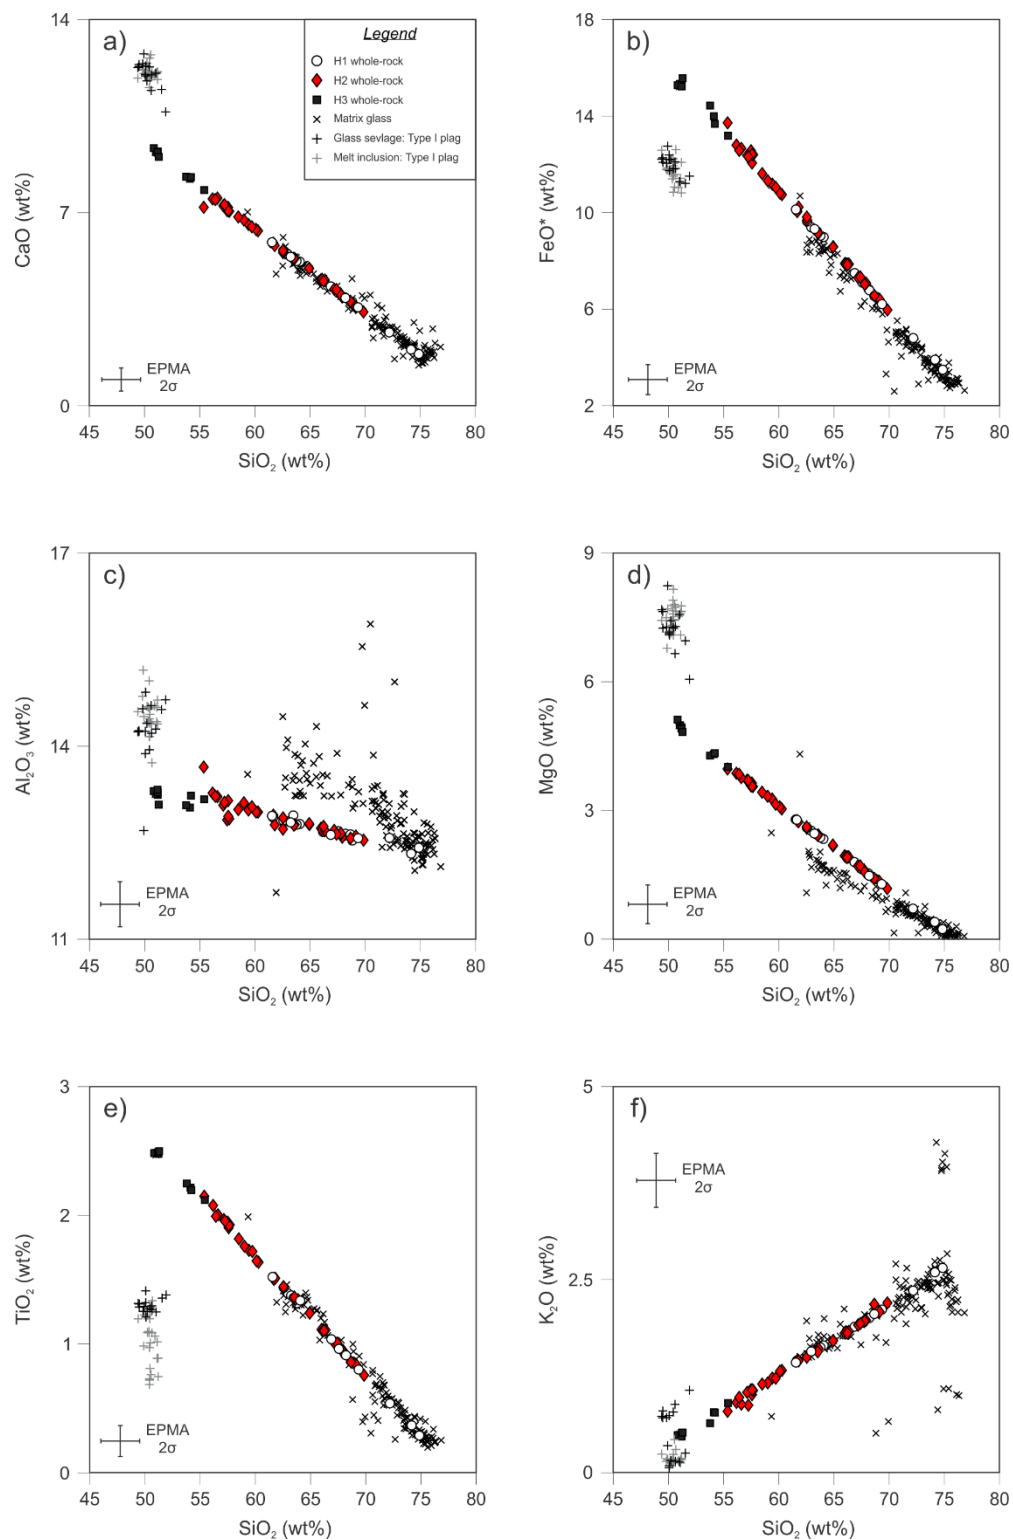 a)
14
7
0
CaO (wt%)
Legend
H1 whole-rock
H2 whole-rock
H3 whole-rock
Matrix glass
Glass sevlage: Type I plag
Melt inclusion: Type I plag
EPMA
2σ
45 50 55 60 65 70 75 80
SiO₂ (wt%)
b)
18
14
10
6
2
FeO* (wt%)
EPMA
2σ
45 50 55 60 65 70 75 80
SiO₂ (wt%)
c)
17
14
11
Al₂O₃ (wt%)
EPMA
2σ
45 50 55 60 65 70 75 80
SiO₂ (wt%)
d)
9
6
3
0
MgO (wt%)
EPMA
2σ
45 50 55 60 65 70 75 80
SiO₂ (wt%)
e)
3
2
1
0
TiO₂ (wt%)
EPMA
2σ
45 50 55 60 65 70 75 80
SiO₂ (wt%)
f)
5
2.5
0
K₂O (wt%)
EPMA
2σ
45 50 55 60 65 70 75 80
SiO₂ (wt%)